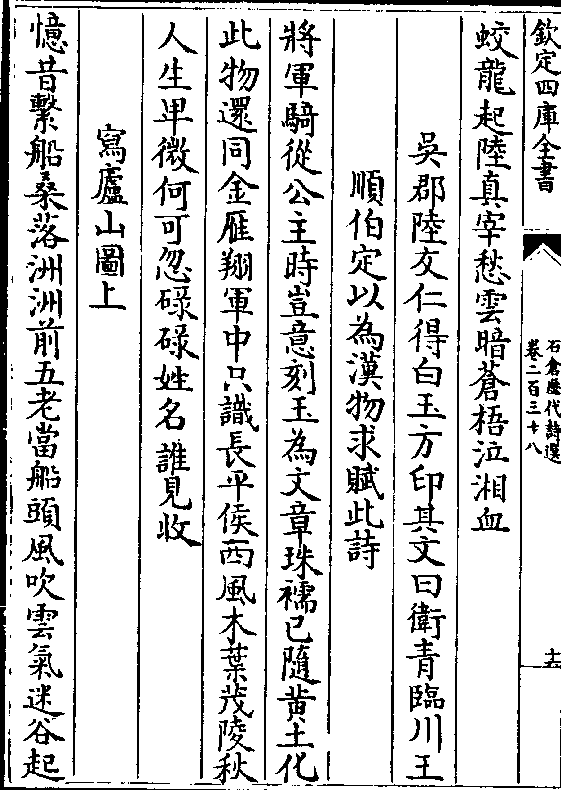 欽定四庫全書
石倉歷代詩選
卷二百三十八
十六
蛟龍起陸真宰愁雲暗蒼梧泣湘血
吳郡陸友仁得白玉方印其文曰衛青臨川王
順伯定以為漢物求賦此詩
將軍騎從公主時豈意刻玉為文章珠襦已隨黃土化
此物還同金雁翔軍中只識長平侯西風木葉茂陵秋
人生卑微何可忽碌碌姓名誰見收
寫廬山圖上
憶昔繫船桑落洲洲前五老當船頭風吹雲氣迷谷起